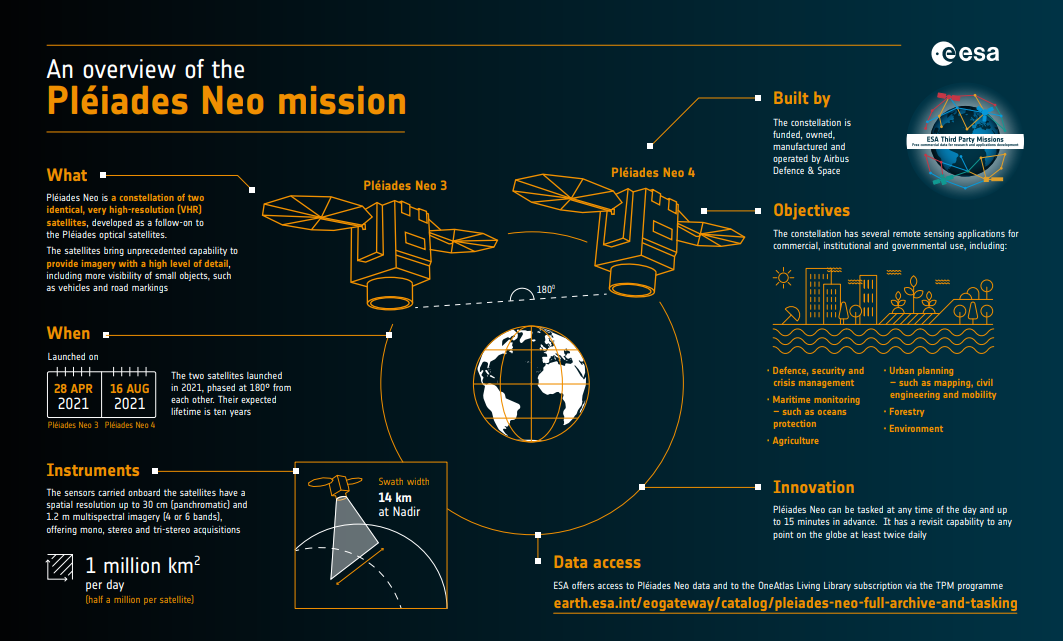 An overview of the
Pléiades Neo mission
esa
ESA Third Party Missions
Free commercial data for research and applications development
What
Pléiades Neo is a constellation of two
identical, very high-resolution (VHR)
satellites, developed as a follow-on to
the Pléiades optical satellites.
The satellites bring unprecedented capability to
provide imagery with a high level of detail,
including more visibility of small objects, such
as vehicles and road markings
Pléiades Neo 3
Pléiades Neo 4
180º
Built by
The constellation is
funded, owned,
manufactured and
operated by Airbus
Defence & Space
Objectives
The constellation has several remote sensing applications for
commercial, institutional and governmental use, including:
· Defence, security and
crisis management
· Maritime monitoring
– such as oceans
protection
· Agriculture
· Urban planning
– such as mapping, civil
engineering and mobility
· Forestry
· Environment
When
Launched on
28 APR
2021
16 AUG
2021
Pléiades Neo 3 Pléiades Neo 4
The two satellites launched
in 2021, phased at 180º from
each other. Their expected
lifetime is ten years
Instruments
The sensors carried onboard the satellites have a
spatial resolution up to 30 cm (panchromatic) and
1.2 m multispectral imagery (4 or 6 bands),
offering mono, stereo and tri-stereo acquisitions
1 million km²
per day
(half a million per satellite)
Swath width
14 km
at Nadir
Innovation
Pléiades Neo can be tasked at any time of the day and up
to 15 minutes in advance. It has a revisit capability to any
point on the globe at least twice daily
Data access
ESA offers access to Pléiades Neo data and to the OneAtlas Living Library subscription via the TPM programme
earth.esa.int/eogateway/catalog/pleiades-neo-full-archive-and-tasking